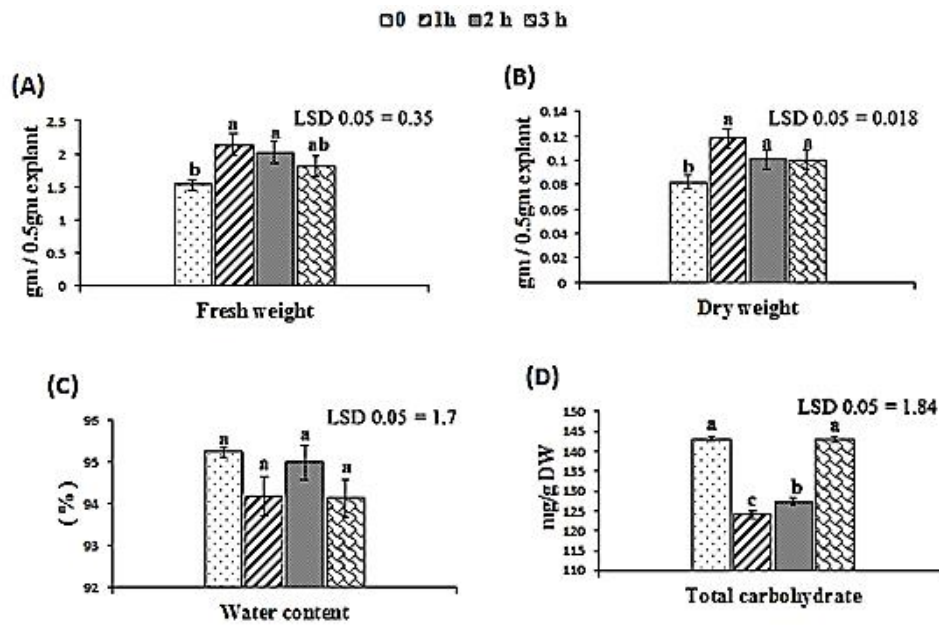 0 1h 2 h 3 h
(A)
LSD 0.05 = 0.35
gm / 0.5gm explant
2.5
2
1.5
1
0.5
0
b
a
a
ab
Fresh weight
(B)
LSD 0.05 = 0.018
gm / 0.5gm explant
0.12
0.1
0.08
0.06
0.04
0.02
0
b
a
a
a
Dry weight
(C)
LSD 0.05 = 1.7
( % )
96
95
94
93
92
a
a
a
a
Water content
(D)
LSD 0.05 = 1.84
mg/g DW
150
145
140
135
130
125
120
115
110
a
c
b
a
Total carbohydrate